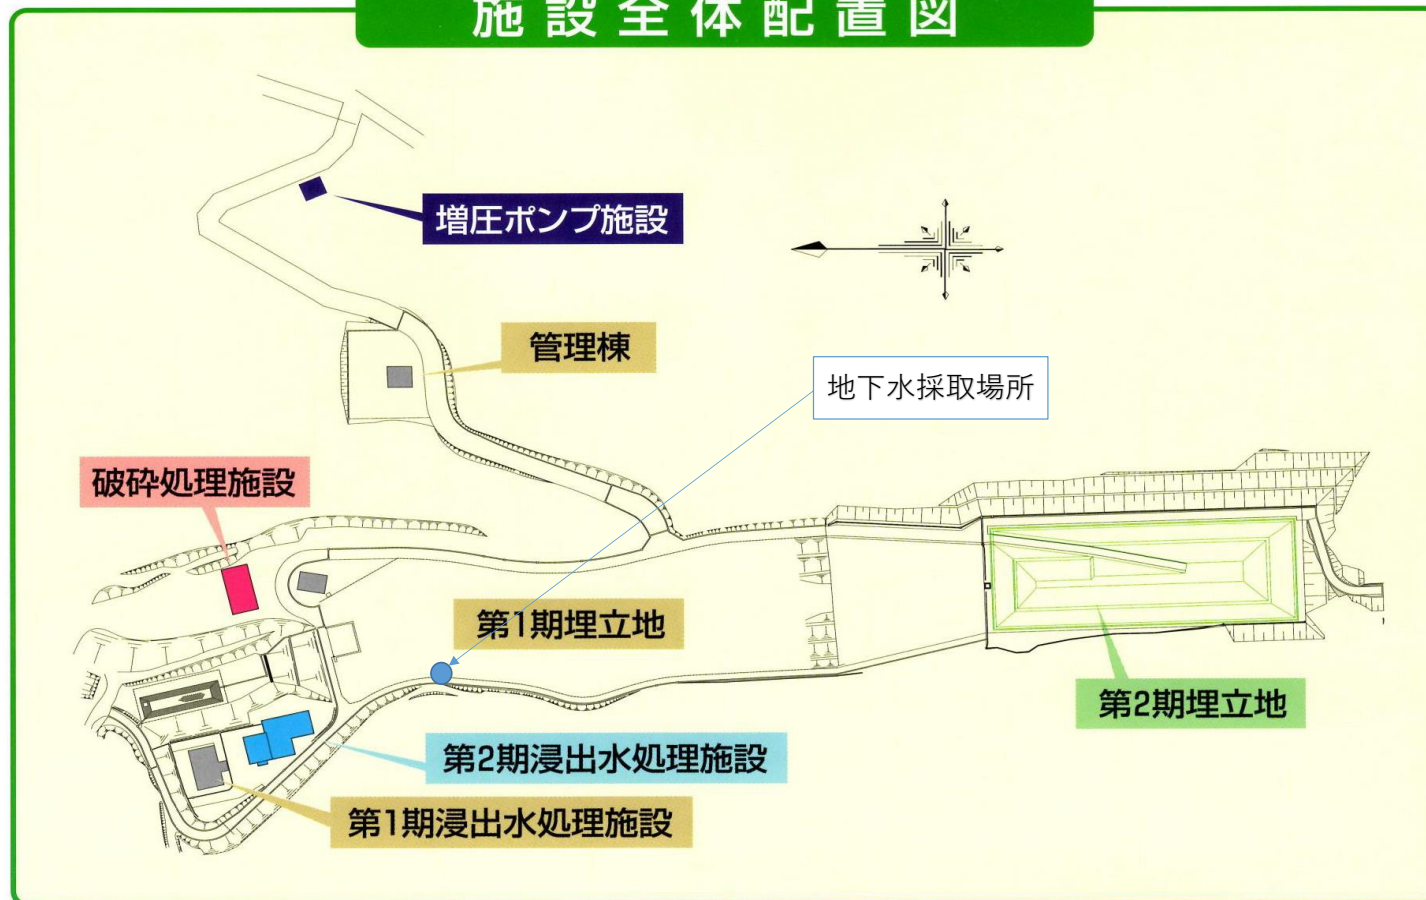 施設全体配置図
増圧ポンプ施設
管理棟
地下水採取場所
破砕処理施設
第1期埋立地
第2期埋立地
第2期浸出水処理施設
第1期浸出水処理施設